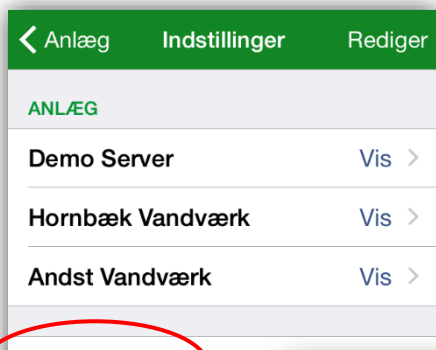 Anlæg Indstillinger Rediger
ANLÆG
Demo Server Vis
Hornbæk Vandværk Vis
Andst Vandværk Vis